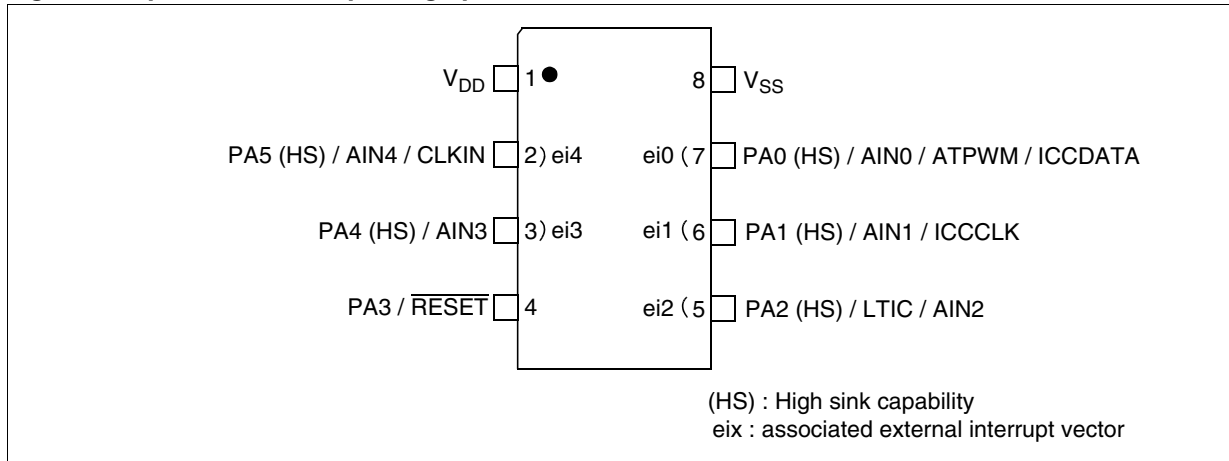 V_DD 1 8 V_SS
PA5 (HS) / AIN4 / CLKIN 2) ei4 ei0 (7 PA0 (HS) / AIN0 / ATPWM / ICCDATA
PA4 (HS) / AIN3 3) ei3 ei1 (6 PA1 (HS) / AIN1 / ICCCLK
PA3 / RESET 4 ei2 (5 PA2 (HS) / LTIC / AIN2
(HS) : High sink capability
eix : associated external interrupt vector